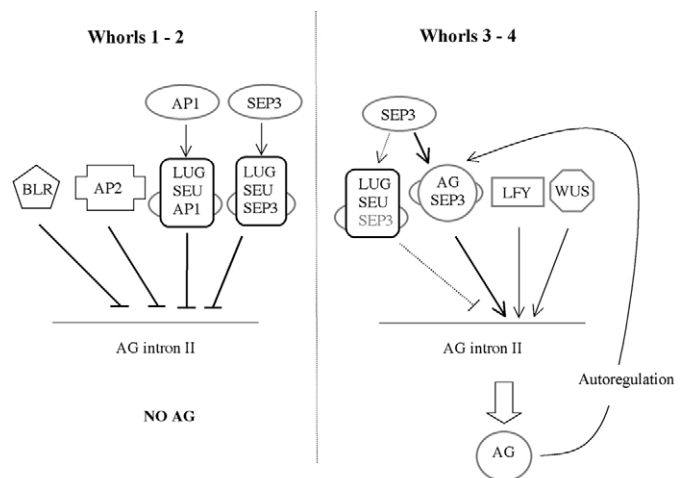 Whorls 1 - 2
AP1
SEP3
BLR
AP2
LUG
SEU
AP1
LUG
SEU
SEP3
AG intron II
NO AG
Whorls 3 - 4
SEP3
LUG
SEU
SEP3
AG
SEP3
LFY
WUS
AG intron II
Autoregulation
AG